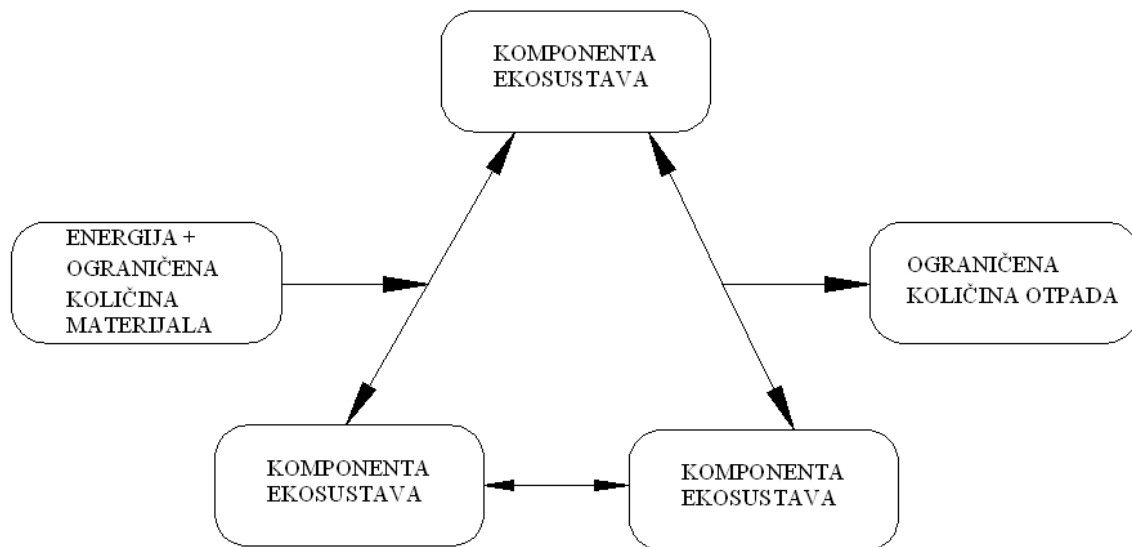 KOMPONENTA
EKOSUSTAVA
ENERGIJA +
OGRANIČENA
KOLIČINA
MATERIJALA
OGRANIČENA
KOLIČINA OTPADA
KOMPONENTA
EKOSUSTAVA
KOMPONENTA
EKOSUSTAVA